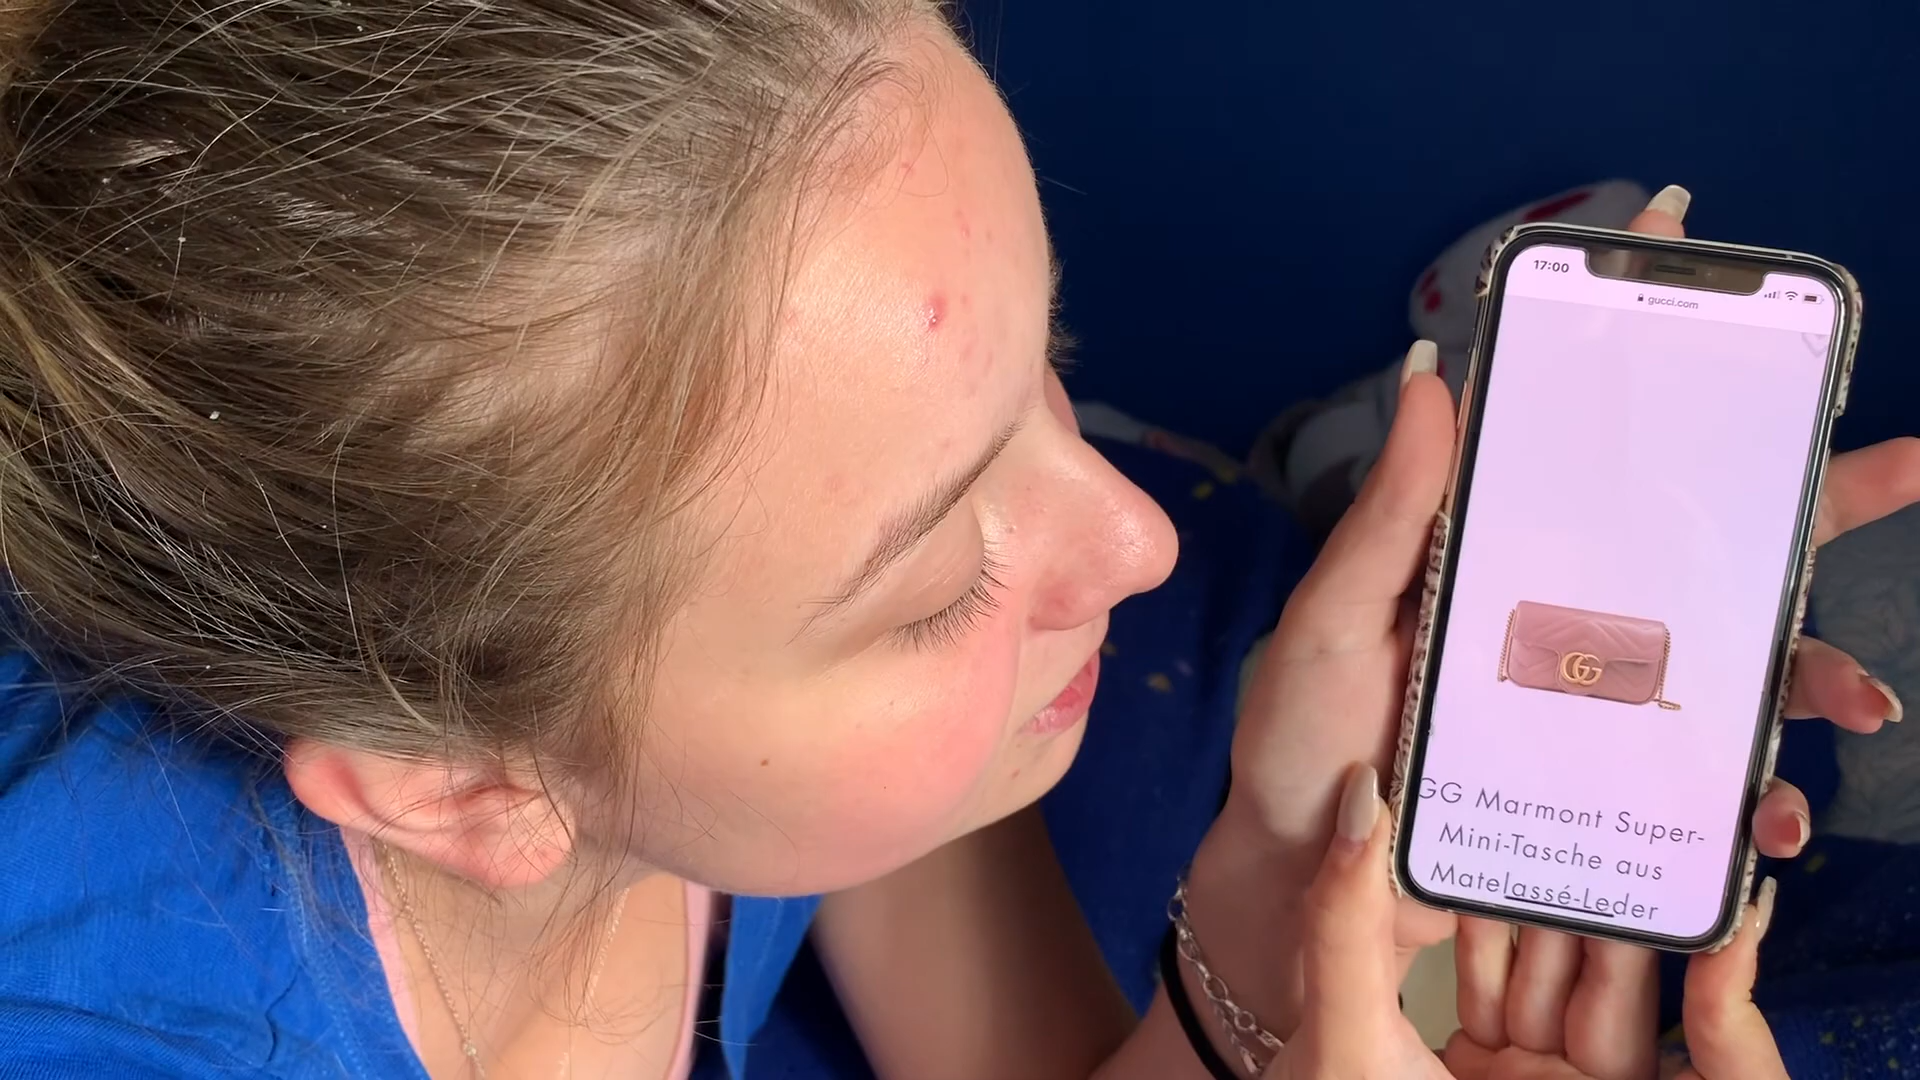 17:00
gucci.com
GG Marmont Super-
Mini-Tasche aus
Matelassé-Leder
GG